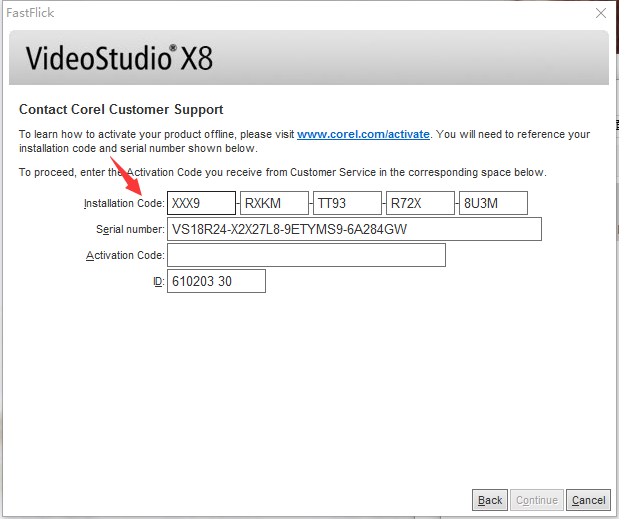 FastFlick
VideoStudio® X8
Contact Corel Customer Support
To learn how to activate your product offline, please visit www.corel.com/activate. You will need to reference your
installation code and serial number shown below.
To proceed, enter the Activation Code you receive from Customer Service in the corresponding space below.
Installation Code: XXX9 - RXKM - TT93 - R72X - 8U3M
Serial number: VS18R24-X2X27L8-9ETYMS9-6A284GW
Activation Code:
ID: 610203 30
Back Continue Cancel